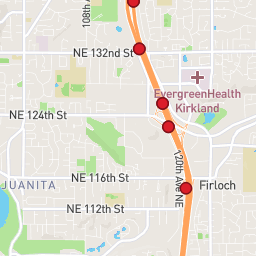 108th A
NE 132nd St
EvergreenHealth
Kirkland
NE 124th St
120th Ave NE
JUANITA
NE 116th St
Firloch
NE 112th St